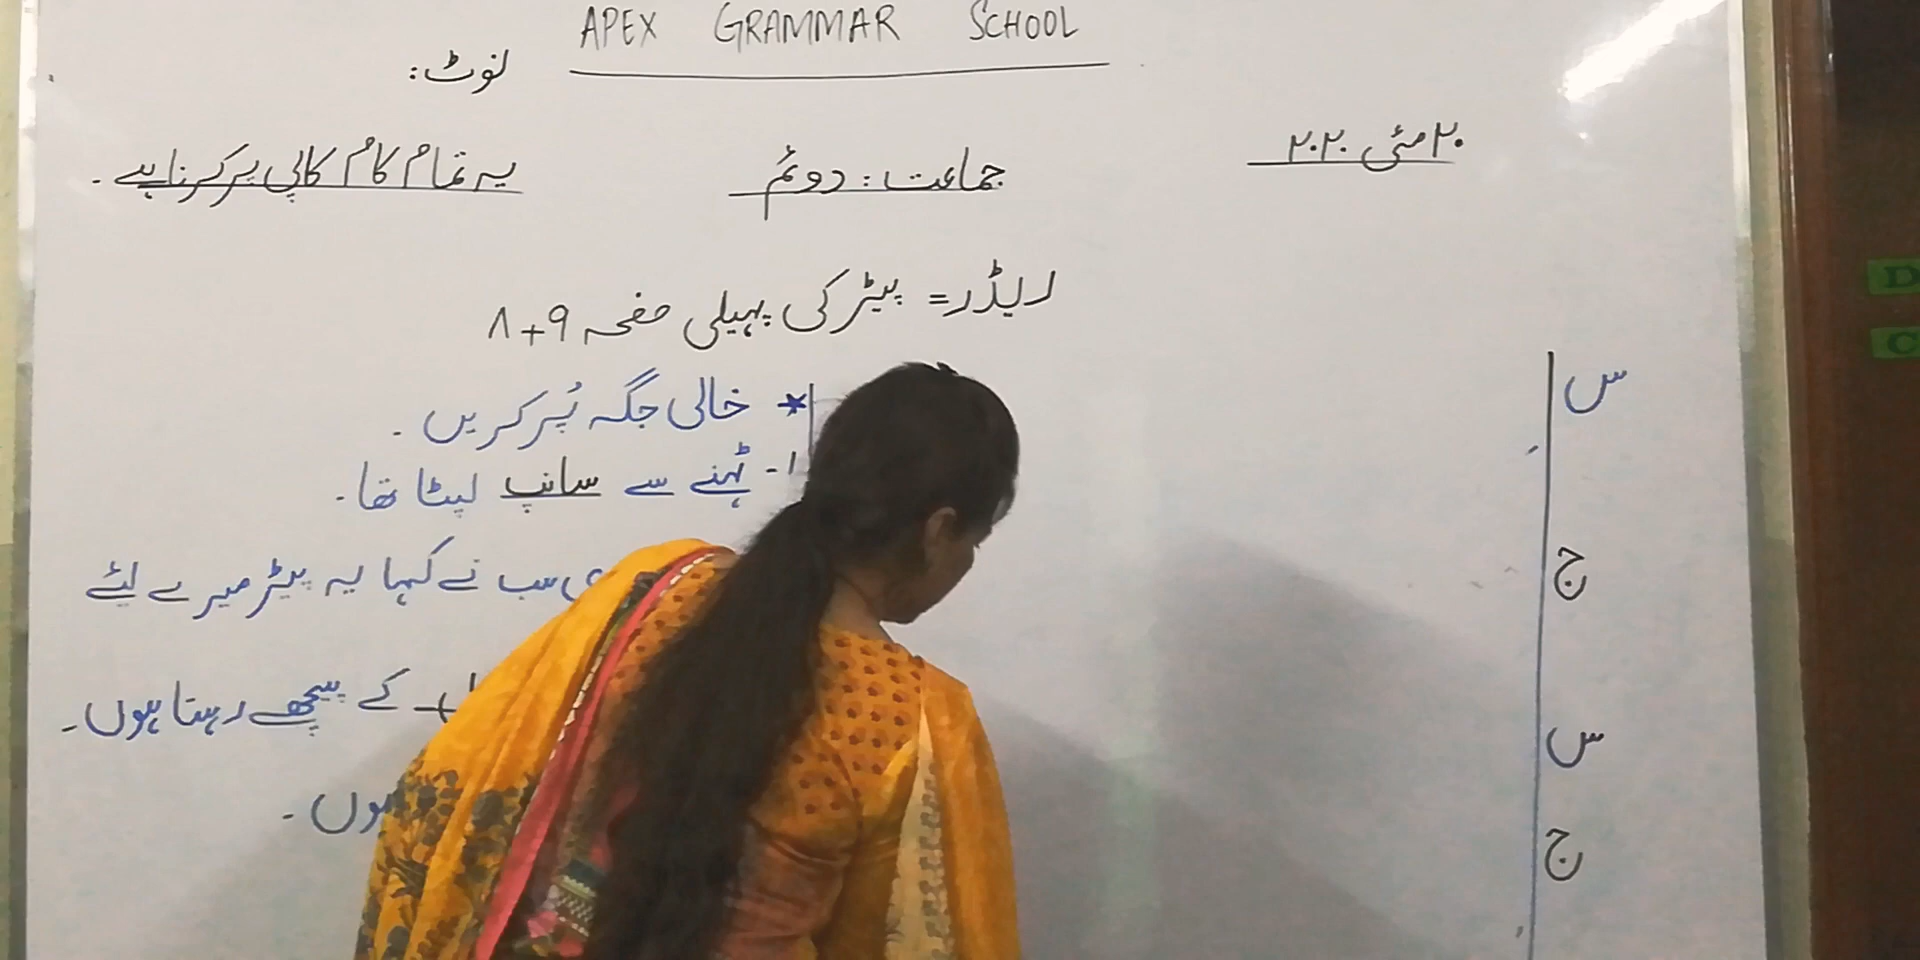 APEX GRAMMAR SCHOOL
نوٹ:
۲۰ مئی ۲۰۲۰
جماعت: دوئم
یہ تمام کام کاپی پر کرنا ہے۔
ریڈر= پیڑ کی پہیلی صفحہ ۹+۸
* خالی جگہ پُر کریں۔
۱- ٹہنے سے سانپ لپٹا تھا۔
سب نے کہا یہ پیڑ میرے لیئے
کے پیچھے رہتا ہوں۔
ہوں۔
س
ج
س
ج
D
C